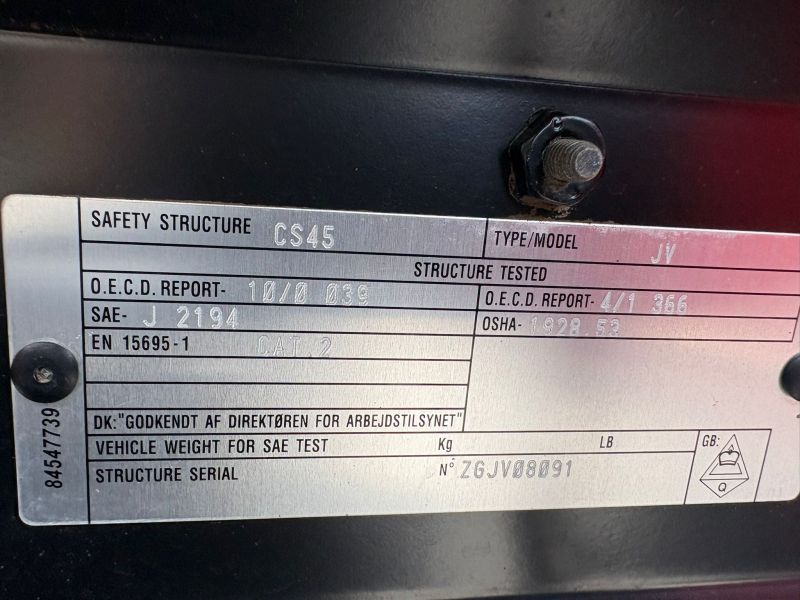 SAFETY STRUCTURE CS45 TYPE/MODEL JV
STRUCTURE TESTED
O.E.C.D. REPORT- 10/0 039 O.E.C.D. REPORT- 4/1 366
SAE- J 2194 OSHA- 1928 53
EN 15695-1 CAT.2
DK:"GODKENDT AF DIREKTØREN FOR ARBEJDSTILSYNET"
VEHICLE WEIGHT FOR SAE TEST Kg LB
STRUCTURE SERIAL N° ZGJV08091
GB:
Q
84547739